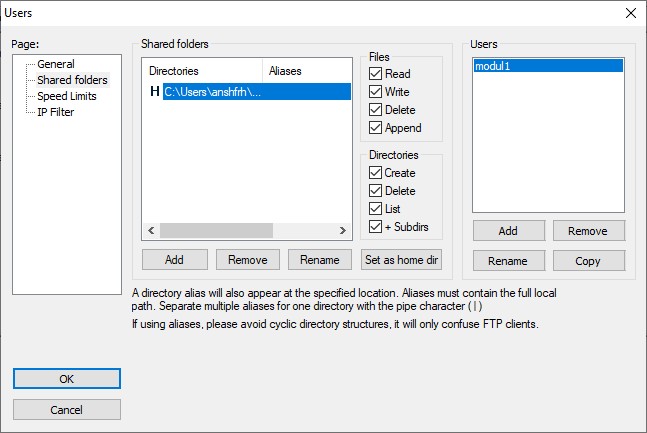 Users
Page:
General
Shared folders
Speed Limits
IP Filter
Shared folders
Directories Aliases
H C:\Users\anshfrh\...
Files
Read
Write
Delete
Append
Directories
Create
Delete
List
+ Subdirs
Add Remove Rename Set as home dir
Users
modul1
Add Remove
Rename Copy
A directory alias will also appear at the specified location. Aliases must contain the full local
path. Separate multiple aliases for one directory with the pipe character ( | )
If using aliases, please avoid cyclic directory structures, it will only confuse FTP clients.
OK
Cancel